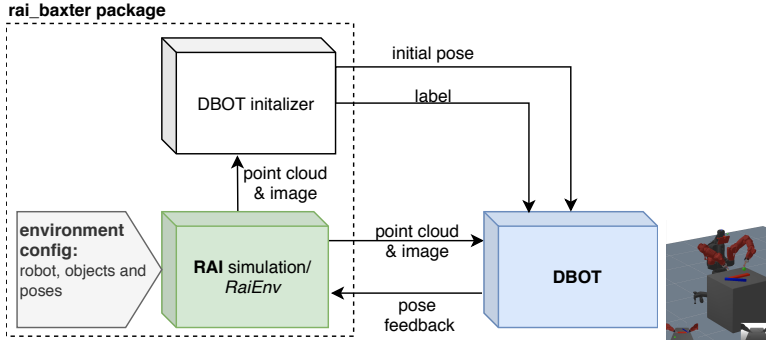 rai_baxter package
initial pose
DBOT initalizer
label
point cloud
& image
environment
config:
robot, objects and
poses
RAI simulation/
RaiEnv
point cloud
& image
DBOT
pose
feedback